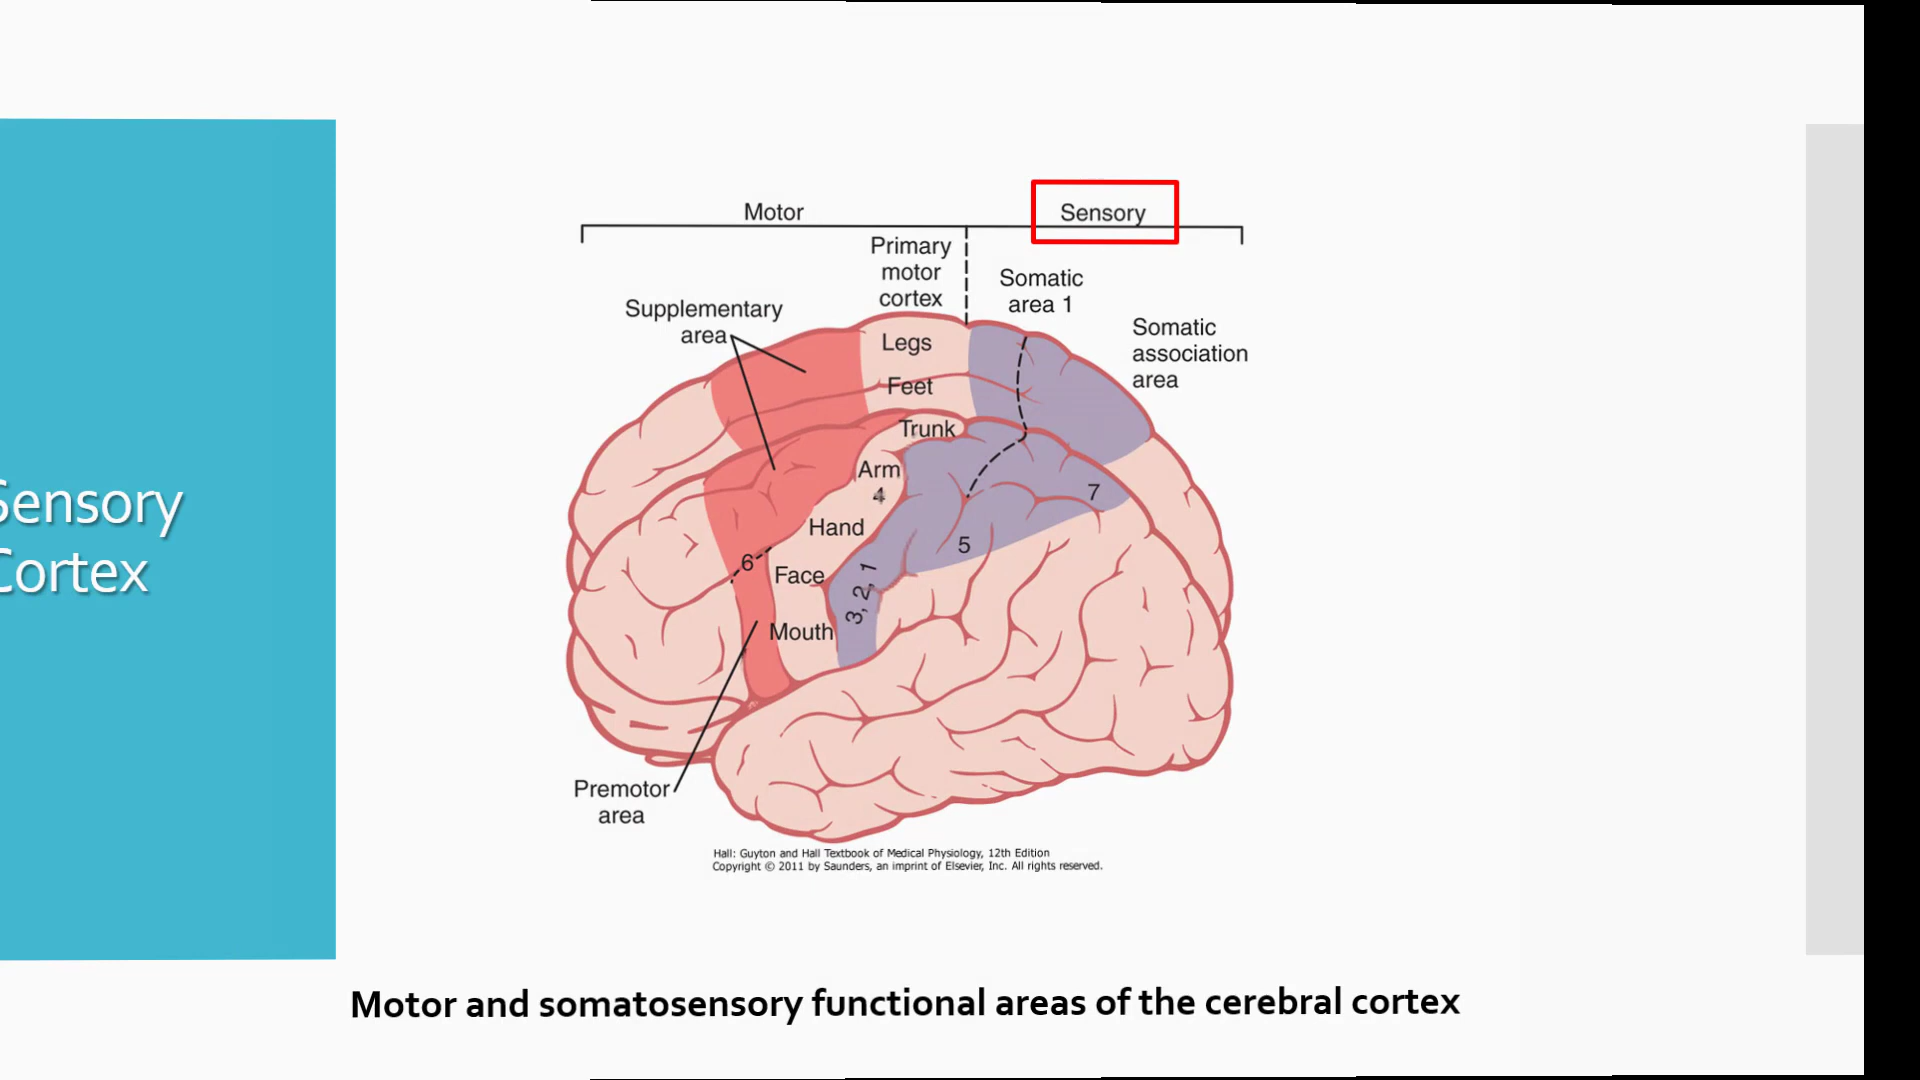 Sensory
Cortex
Motor
Sensory
Primary
motor
cortex
Somatic
area 1
Supplementary
area
Somatic
association
area
Legs
Feet
Trunk
Arm
4
Hand
7
5
6
Face
3, 2, 1
Mouth
Premotor
area
Hall: Guyton and Hall Textbook of Medical Physiology, 12th Edition
Copyright © 2011 by Saunders, an imprint of Elsevier, Inc. All rights reserved.
Motor and somatosensory functional areas of the cerebral cortex